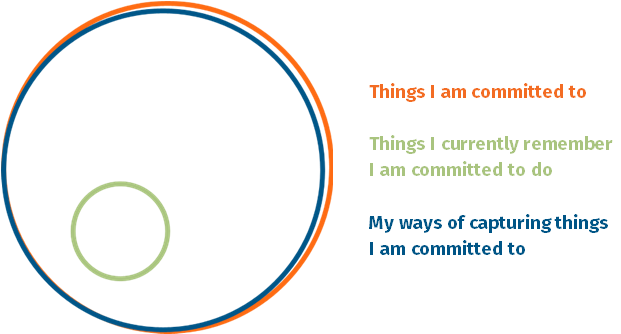 Things I am committed to
Things I currently remember
I am committed to do
My ways of capturing things
I am committed to